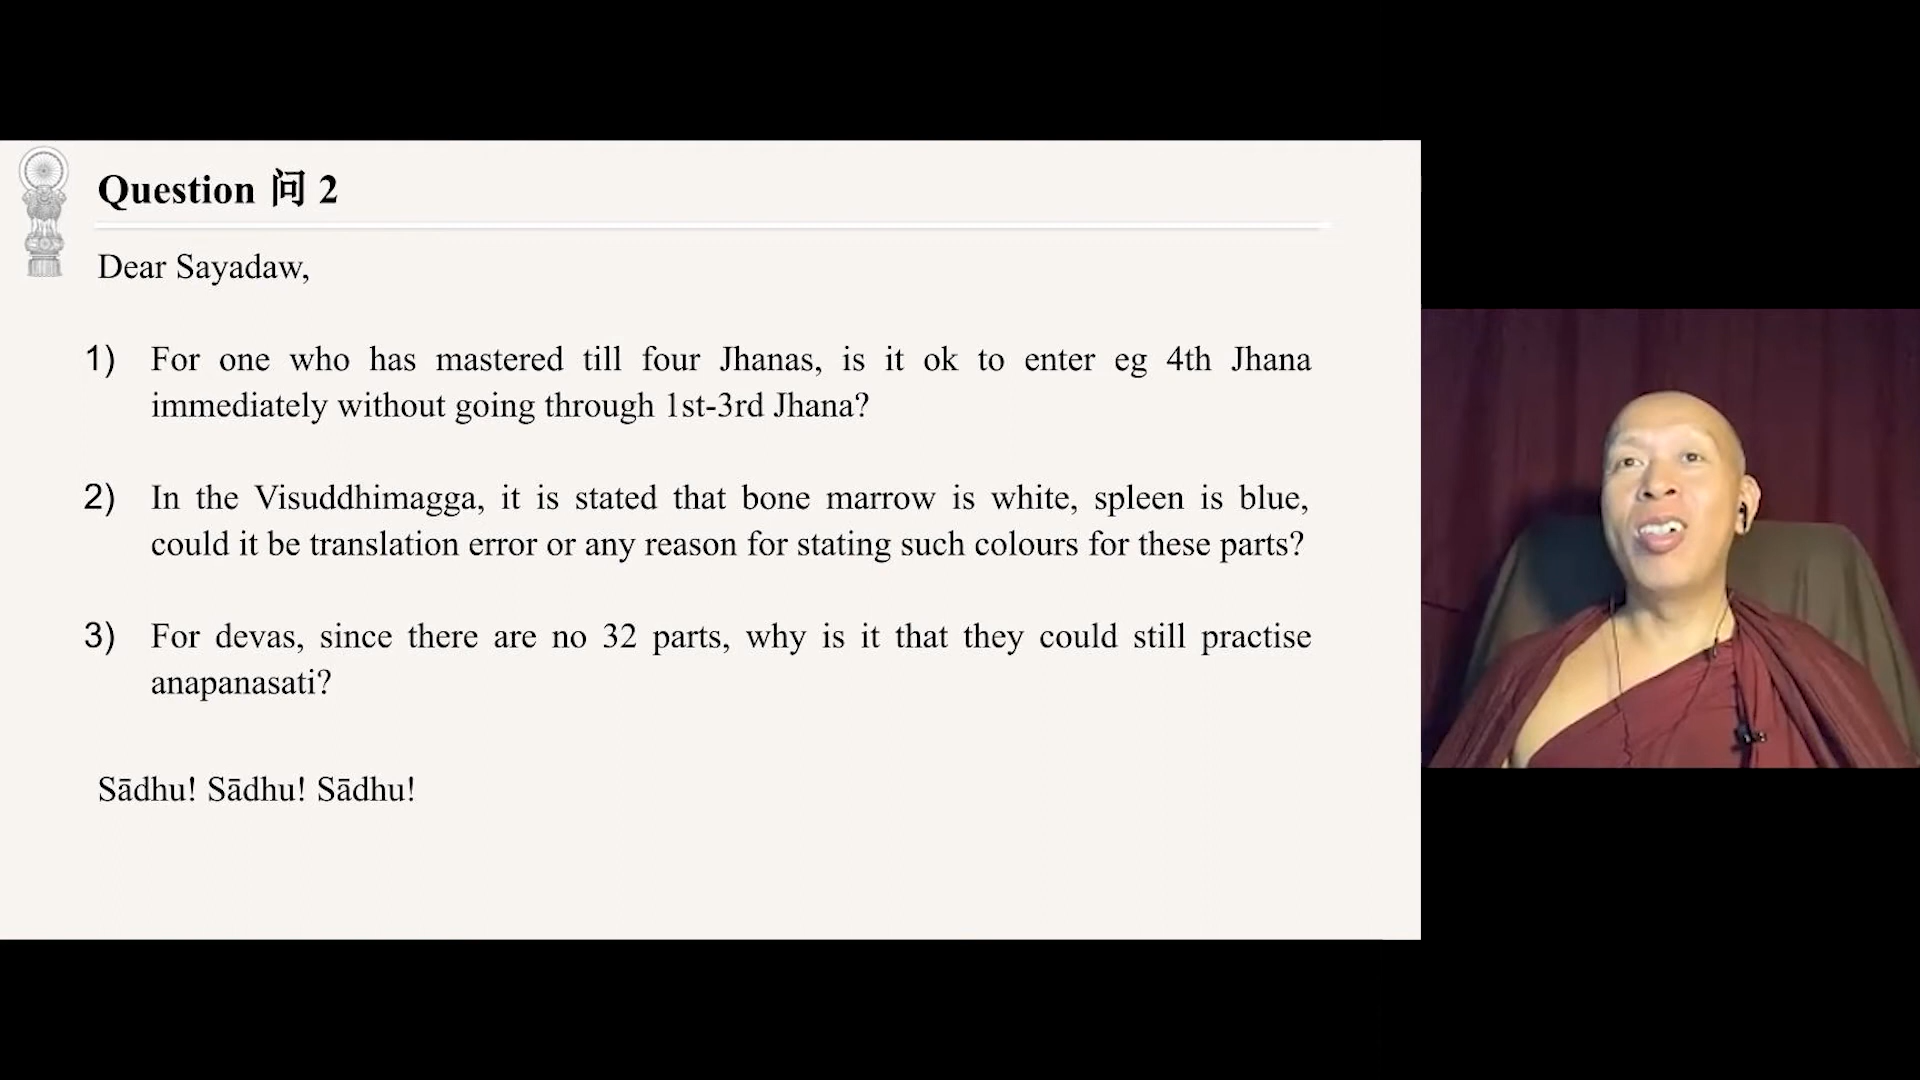 Question 问 2
Dear Sayadaw,
1) For one who has mastered till four Jhanas, is it ok to enter eg 4th Jhana
immediately without going through 1st-3rd Jhana?
2) In the Visuddhimagga, it is stated that bone marrow is white, spleen is blue,
could it be translation error or any reason for stating such colours for these parts?
3) For devas, since there are no 32 parts, why is it that they could still practise
anapanasati?
Sādhu! Sādhu! Sādhu!